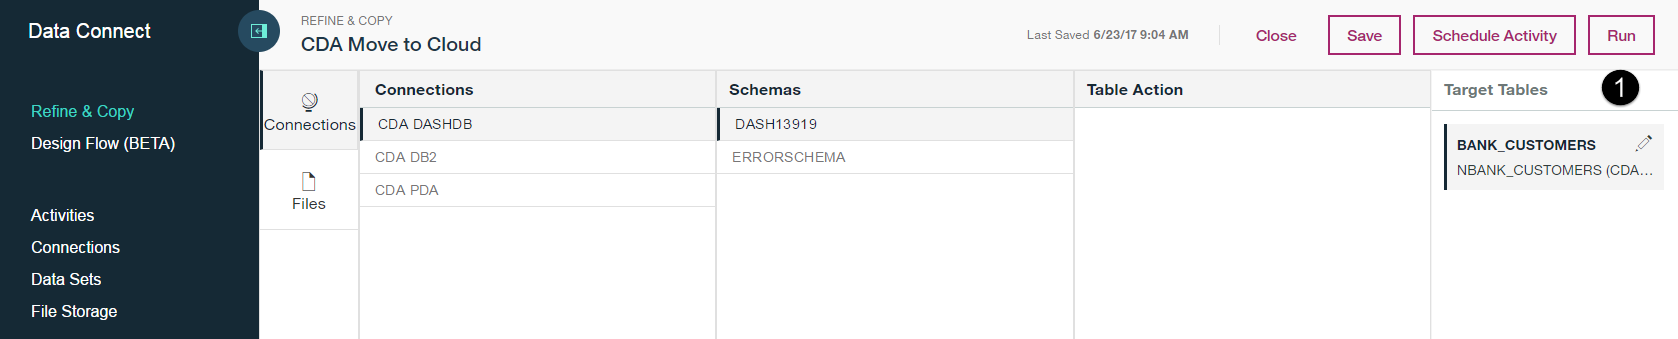 Data Connect
Refine & Copy
Design Flow (BETA)
Activities
Connections
Data Sets
File Storage
REFINE & COPY
CDA Move to Cloud
Last Saved 6/23/17 9:04 AM
Close
Save
Schedule Activity
Run
Connections
Files
Connections
CDA DASHDB
CDA DB2
CDA PDA
Schemas
DASH13919
ERRORSCHEMA
Table Action
Target Tables
1
BANK_CUSTOMERS
NBANK_CUSTOMERS (CDA...